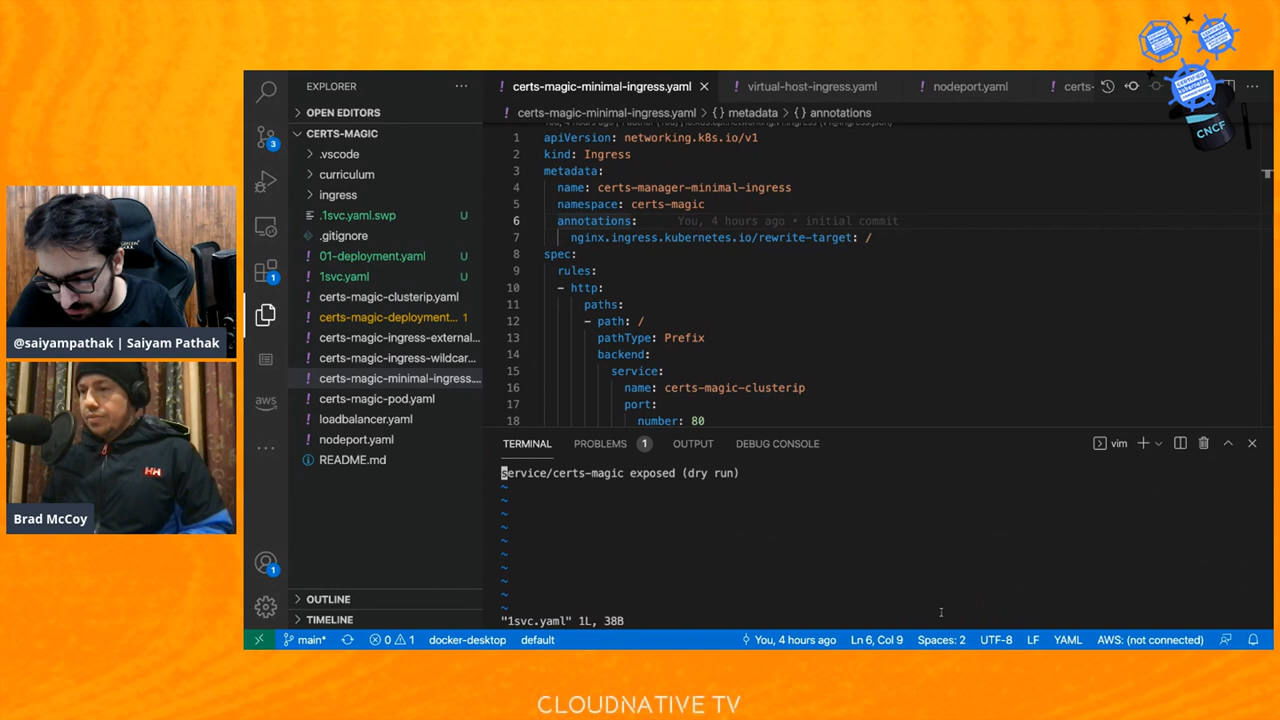 CERTIFIED kubernetes
CNCF
EXPLORER
OPEN EDITORS
CERTS-MAGIC
.vscode
curriculum
ingress
.1svc.yaml.swp U
.gitignore
01-deployment.yaml U
1svc.yaml U
certs-magic-clusterip.yaml
certs-magic-deployment... 1
certs-magic-ingress-external...
certs-magic-ingress-wildcar...
certs-magic-minimal-ingress....
certs-magic-pod.yaml
loadbalancer.yaml
nodeport.yaml
README.md
OUTLINE
TIMELINE
3
1
aws
1
certs-magic-minimal-ingress.yaml virtual-host-ingress.yaml nodeport.yaml certs-
certs-magic-minimal-ingress.yaml > {} metadata > {} annotations
1 apiVersion: networking.k8s.io/v1
2 kind: Ingress
3 metadata:
4 name: certs-manager-minimal-ingress
5 namespace: certs-magic
6 annotations: You, 4 hours ago • initial commit
7 nginx.ingress.kubernetes.io/rewrite-target: /
8 spec:
9 rules:
10 - http:
11 paths:
12 - path: /
13 pathType: Prefix
14 backend:
15 service:
16 name: certs-magic-clusterip
17 port:
18 number: 80
TERMINAL PROBLEMS 1 OUTPUT DEBUG CONSOLE vim
service/certs-magic exposed (dry run)
~
~
~
~
~
~
~
~
~
~
"1svc.yaml" 1L, 38B
main* 0 1 docker-desktop default You, 4 hours ago Ln 6, Col 9 Spaces: 2 UTF-8 LF YAML AWS: (not connected)
@saiyampathak | Saiyam Pathak
HH
Brad McCoy
CLOUDNATIVE TV